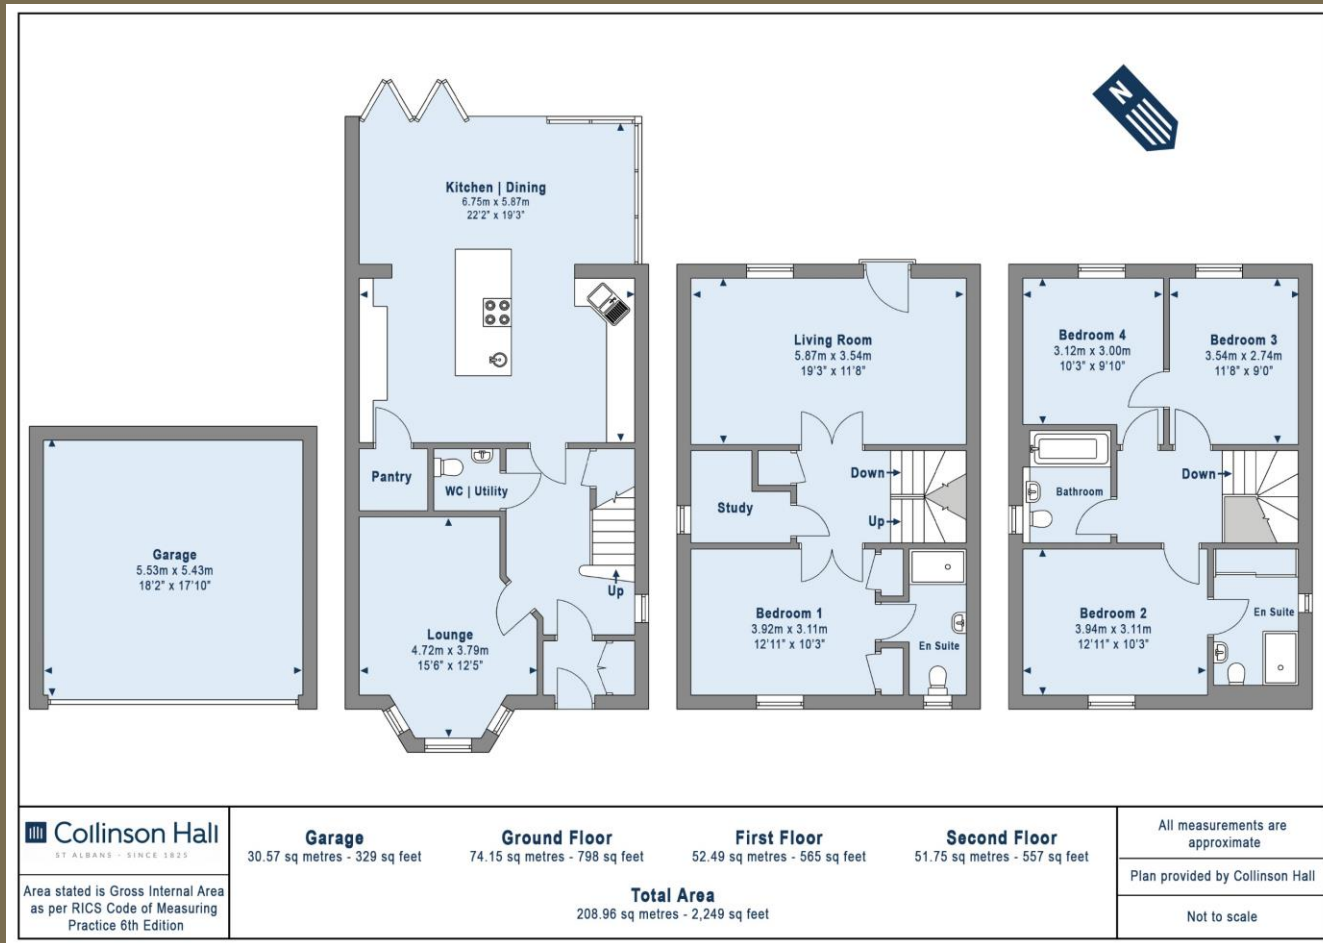 N
Kitchen | Dining
6.75m x 5.87m
22'2" x 19'3"
Pantry
WC | Utility
Up
Lounge
4.72m x 3.79m
15'6" x 12'5"
Garage
5.53m x 5.43m
18'2" x 17'10"
Living Room
5.87m x 3.54m
19'3" x 11'8"
Down
Up
Study
Bedroom 1
3.92m x 3.11m
12'11" x 10'3"
En Suite
Bedroom 4
3.12m x 3.00m
10'3" x 9'10"
Bedroom 3
3.54m x 2.74m
11'8" x 9'0"
Down
Bathroom
Bedroom 2
3.94m x 3.11m
12'11" x 10'3"
En Suite
Collinson Hall
ST ALBANS - SINCE 1825
Area stated is Gross Internal Area
as per RICS Code of Measuring
Practice 6th Edition
Garage
30.57 sq metres - 329 sq feet
Ground Floor
74.15 sq metres - 798 sq feet
First Floor
52.49 sq metres - 565 sq feet
Second Floor
51.75 sq metres - 557 sq feet
Total Area
208.96 sq metres - 2,249 sq feet
All measurements are
approximate
Plan provided by Collinson Hall
Not to scale